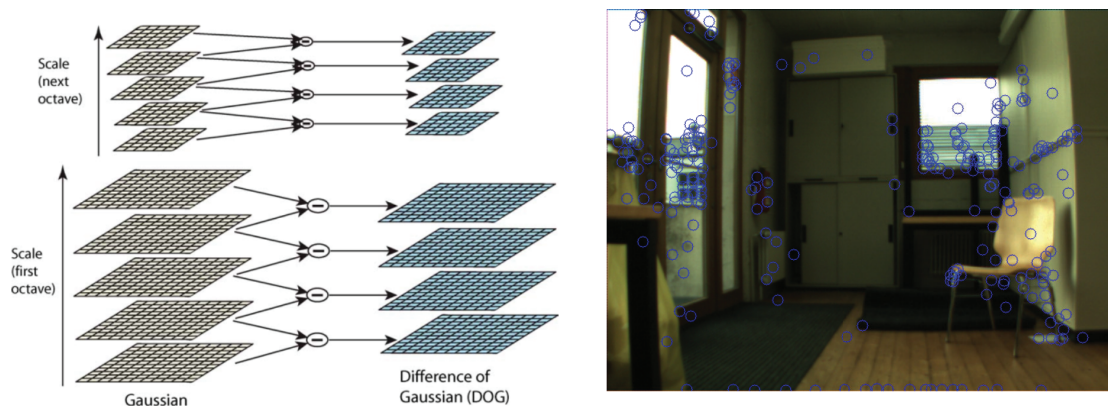 Scale
(next
octave)
Scale
(first
octave)
Gaussian
Difference of
Gaussian (DOG)